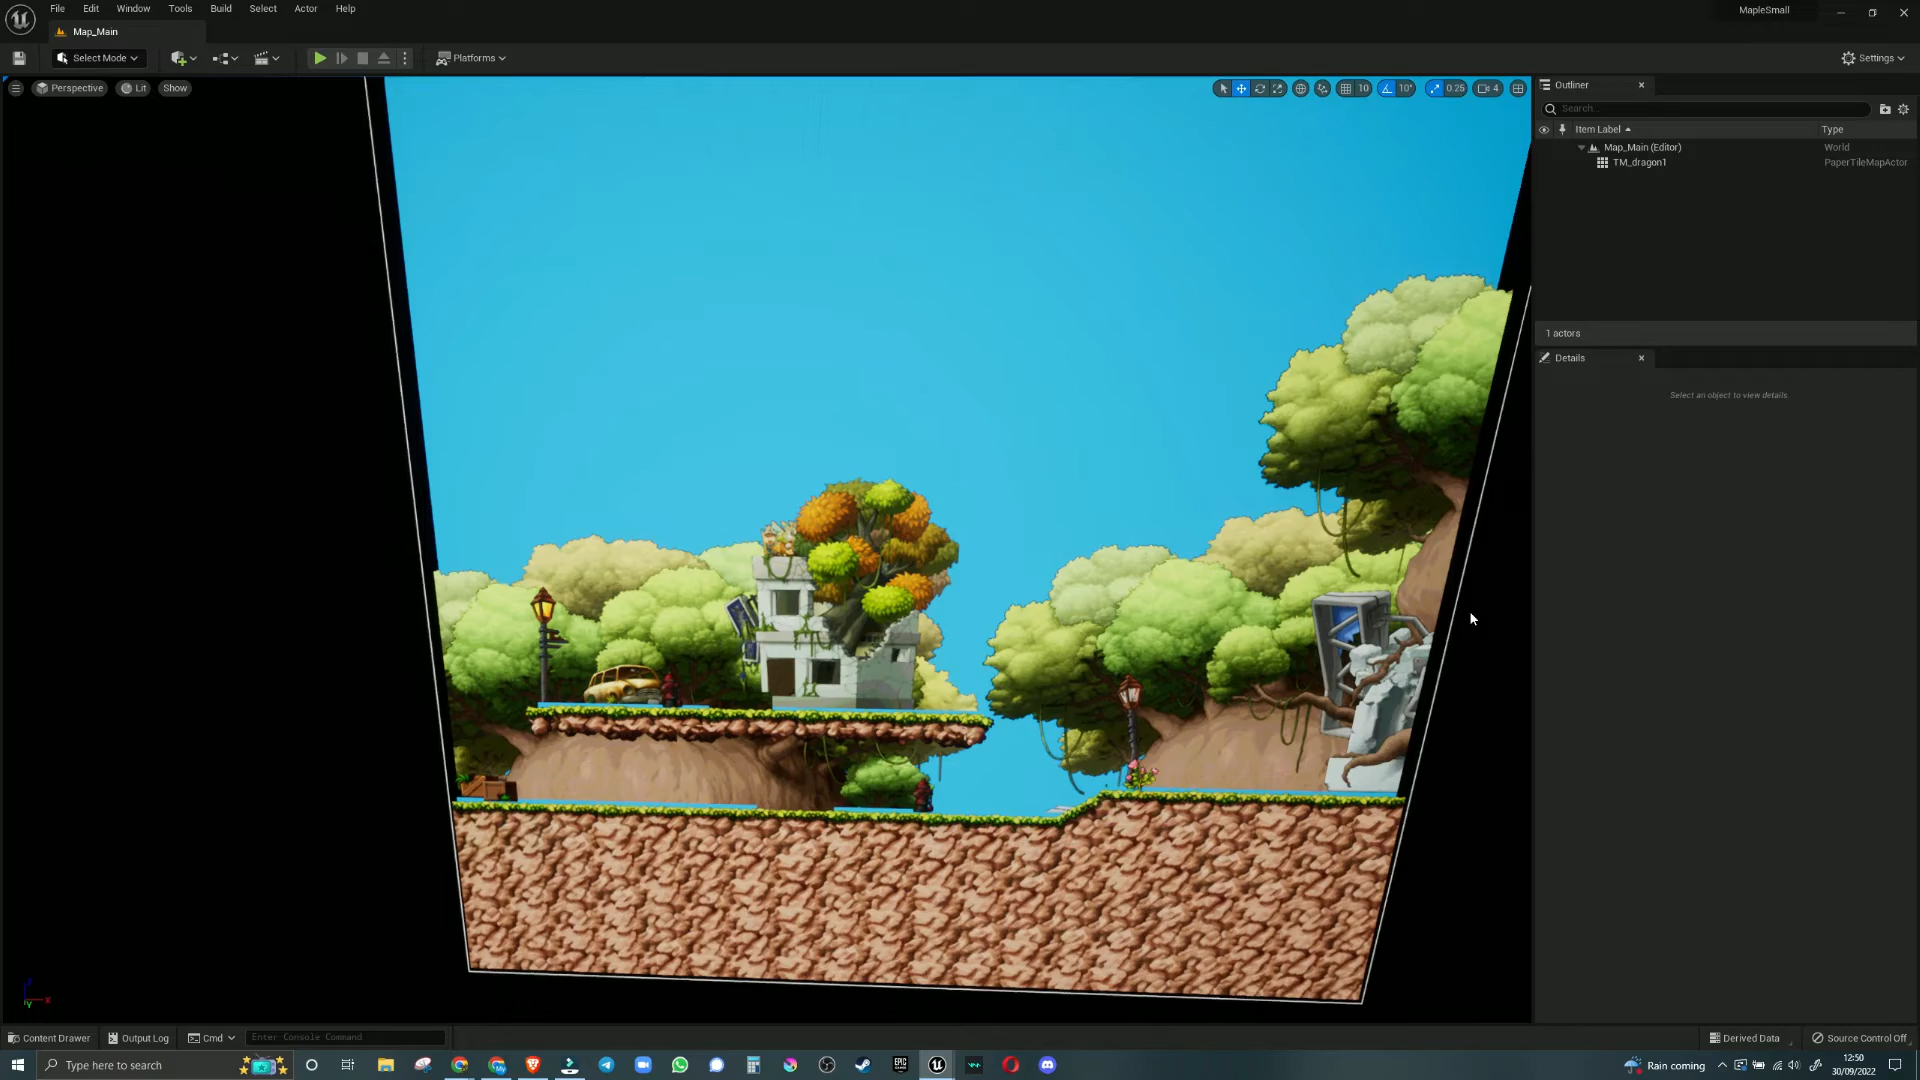 File Edit Window Tools Build Select Actor Help
MapleSmall
Map_Main
Select Mode
Platforms
Settings
Perspective
Lit
Show
10
10°
0.25
4
Outliner
Search...
Item Label
Type
Map_Main (Editor)
World
TM_dragon1
PaperTileMapActor
1 actors
Details
Select an object to view details.
Content Drawer
Output Log
Cmd
Enter Console Command
Derived Data
Source Control Off
Type here to search
Rain coming
12:50
30/09/2022